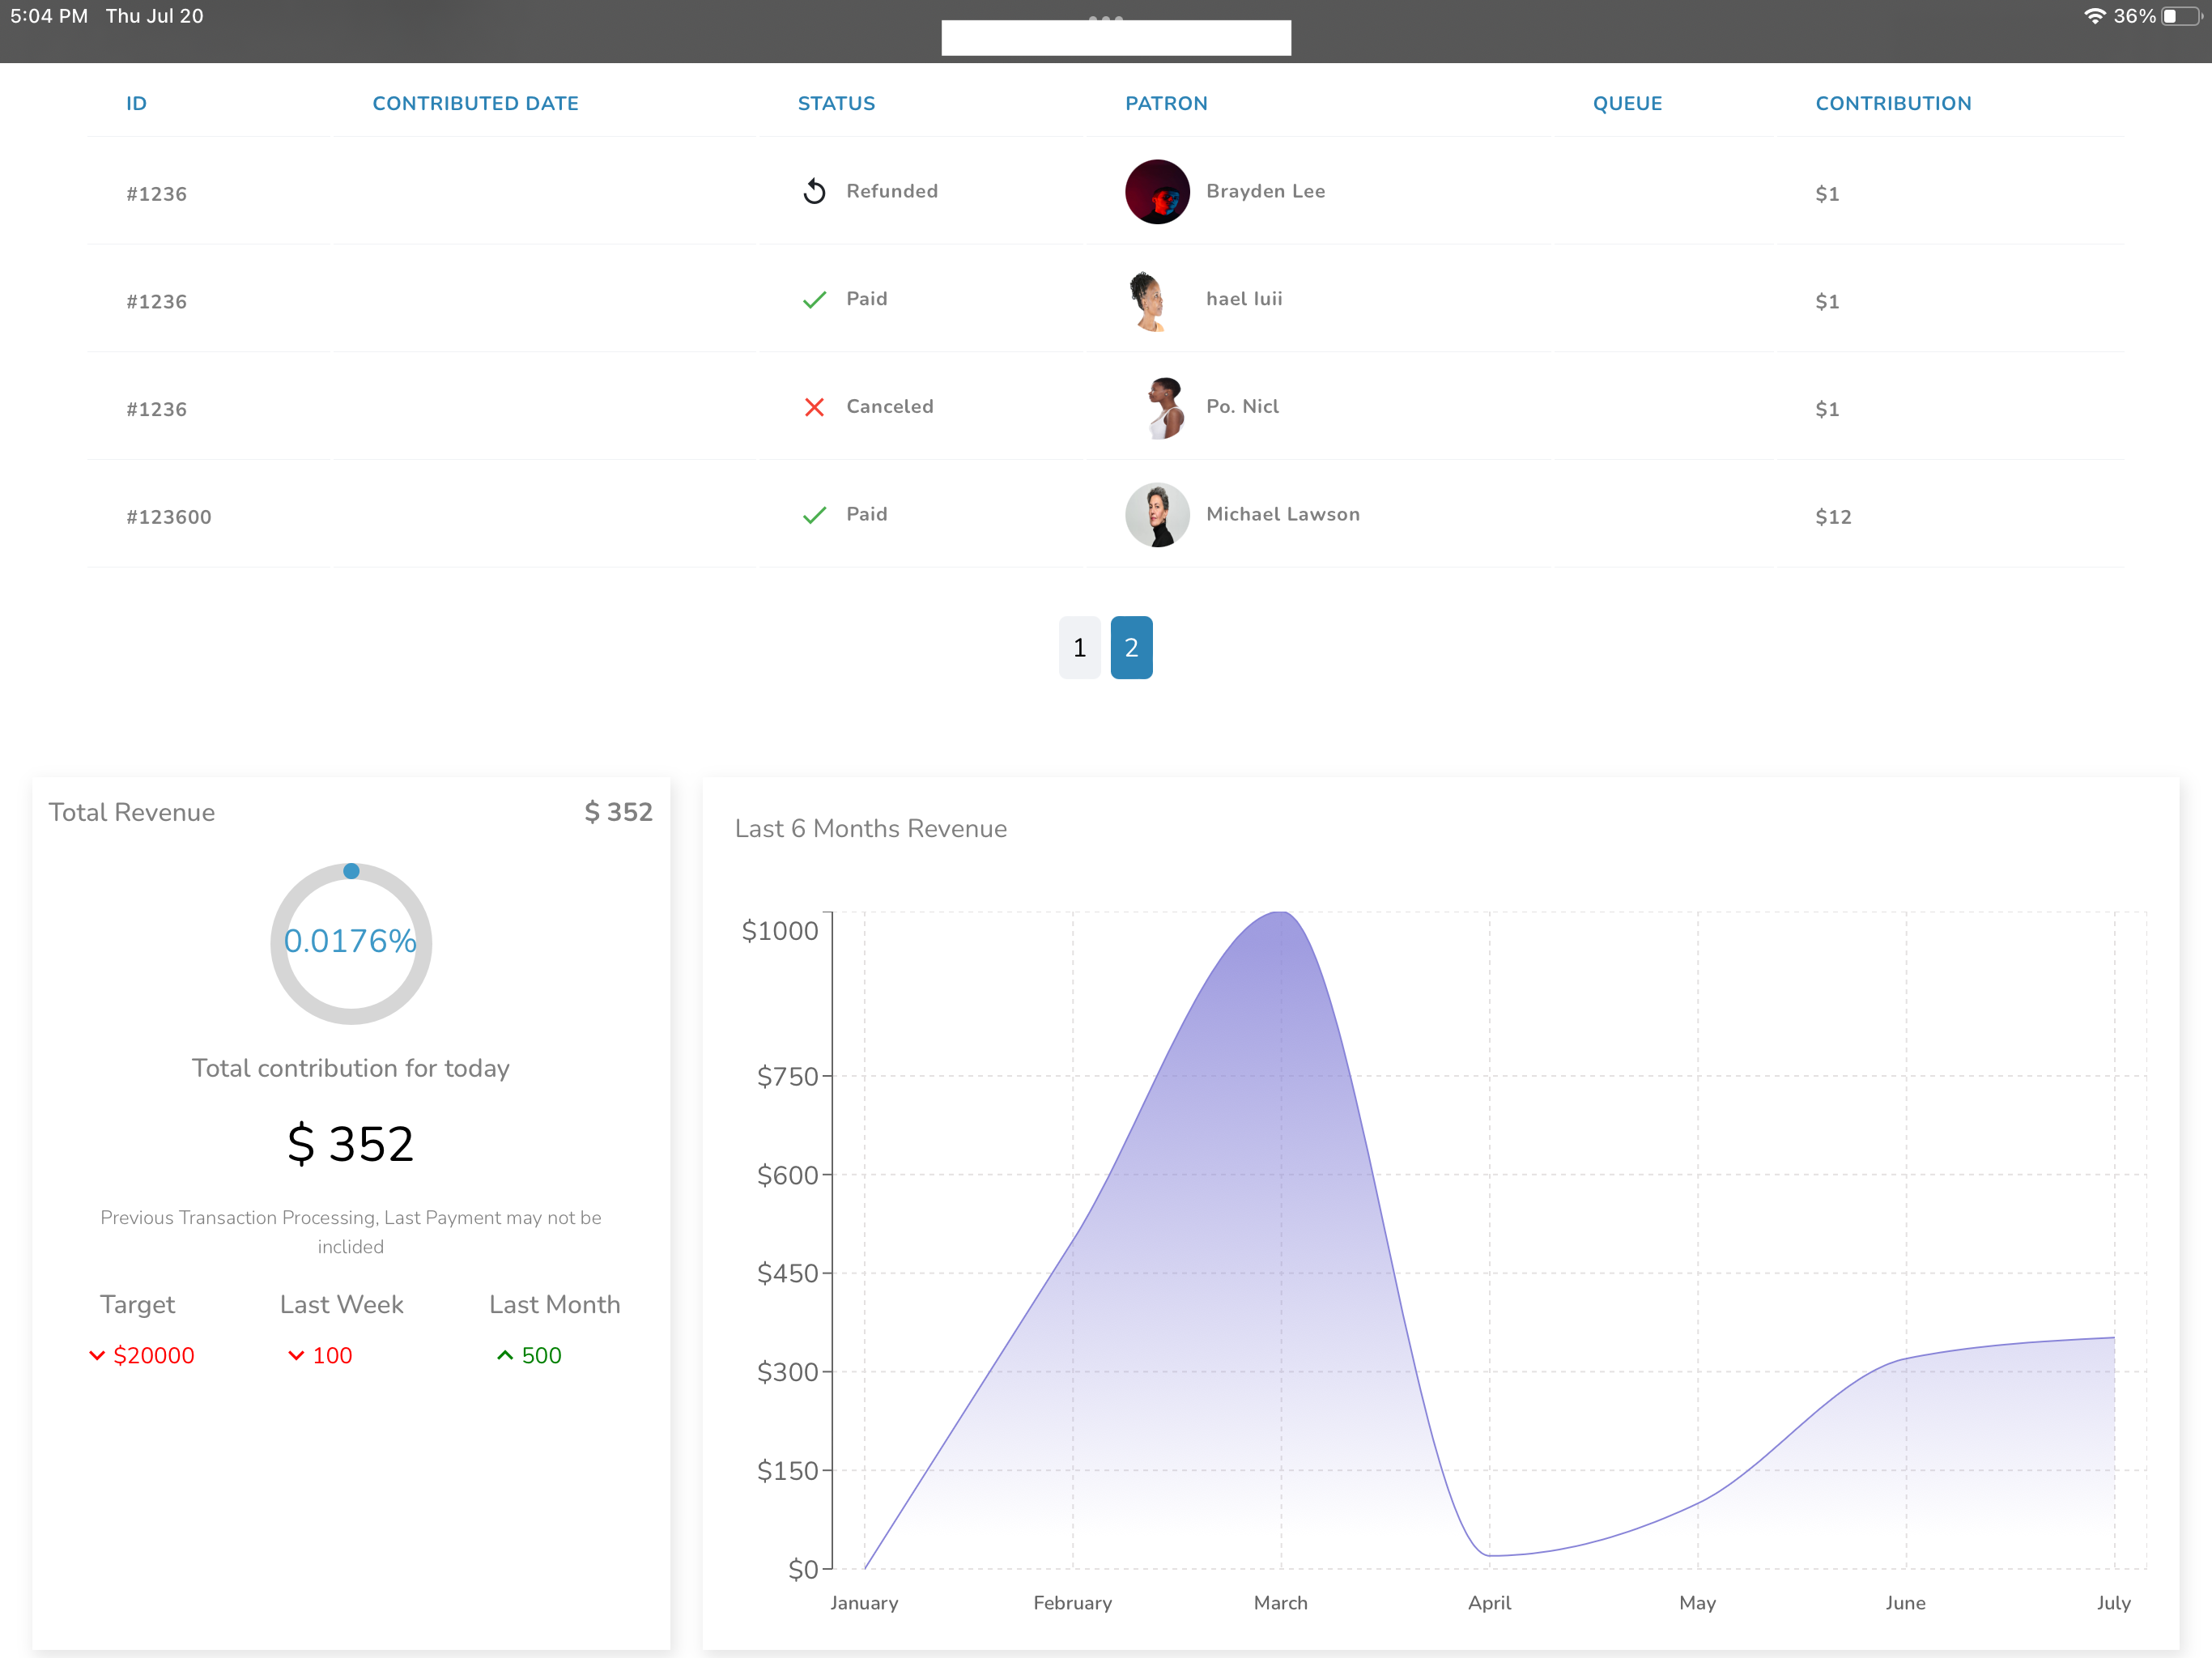 5:04 PM Thu Jul 20
36%
ID CONTRIBUTED DATE STATUS PATRON QUEUE CONTRIBUTION
#1236 Refunded Brayden Lee $1
#1236 Paid hael Iuii $1
#1236 Canceled Po. Nicl $1
#123600 Paid Michael Lawson $12
1 2
Total Revenue $ 352
0.0176%
Total contribution for today
$ 352
Previous Transaction Processing, Last Payment may not be
inclided
Target Last Week Last Month
$20000 100 500
Last 6 Months Revenue
$1000
$750
$600
$450
$300
$150
$0
January February March April May June July